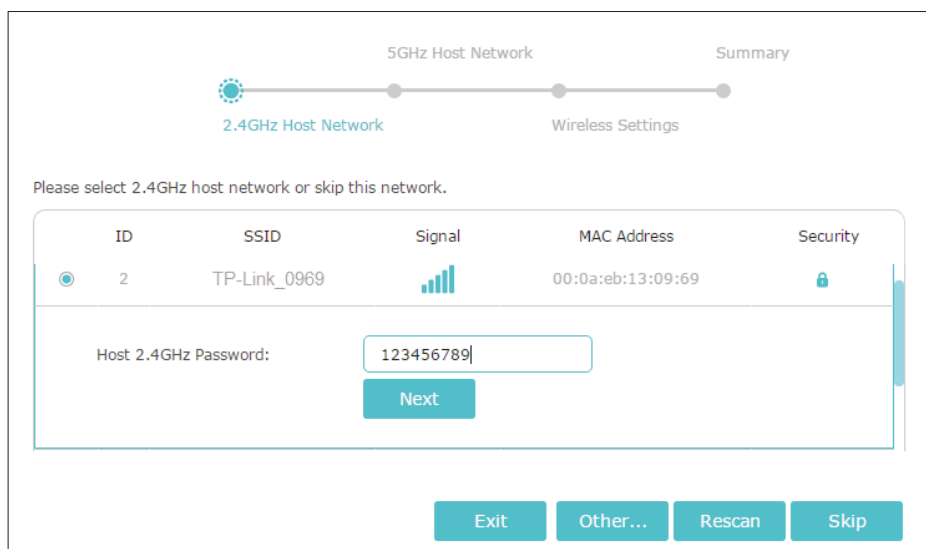 5GHz Host Network Summary
2.4GHz Host Network Wireless Settings
Please select 2.4GHz host network or skip this network.
ID SSID Signal MAC Address Security
2 TP-Link_0969 00:0a:eb:13:09:69
Host 2.4GHz Password: 123456789
Next
Exit Other... Rescan Skip